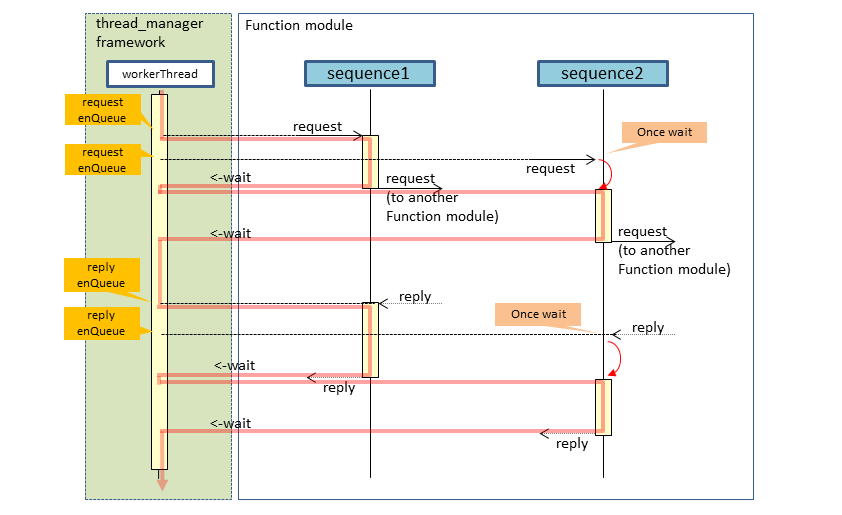 thread_manager
framework
Function module
workerThread
sequence1
sequence2
request
enQueue
request
Once wait
request
enQueue
request
<-wait
request
(to another
Function module)
<-wait
request
(to another
Function module)
reply
enQueue
reply
reply
enQueue
Once wait
reply
<-wait
reply
<-wait
reply